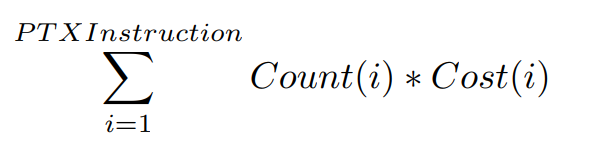 PTXInstruction
∑ Count(i) ∗ Cost(i)
i=1